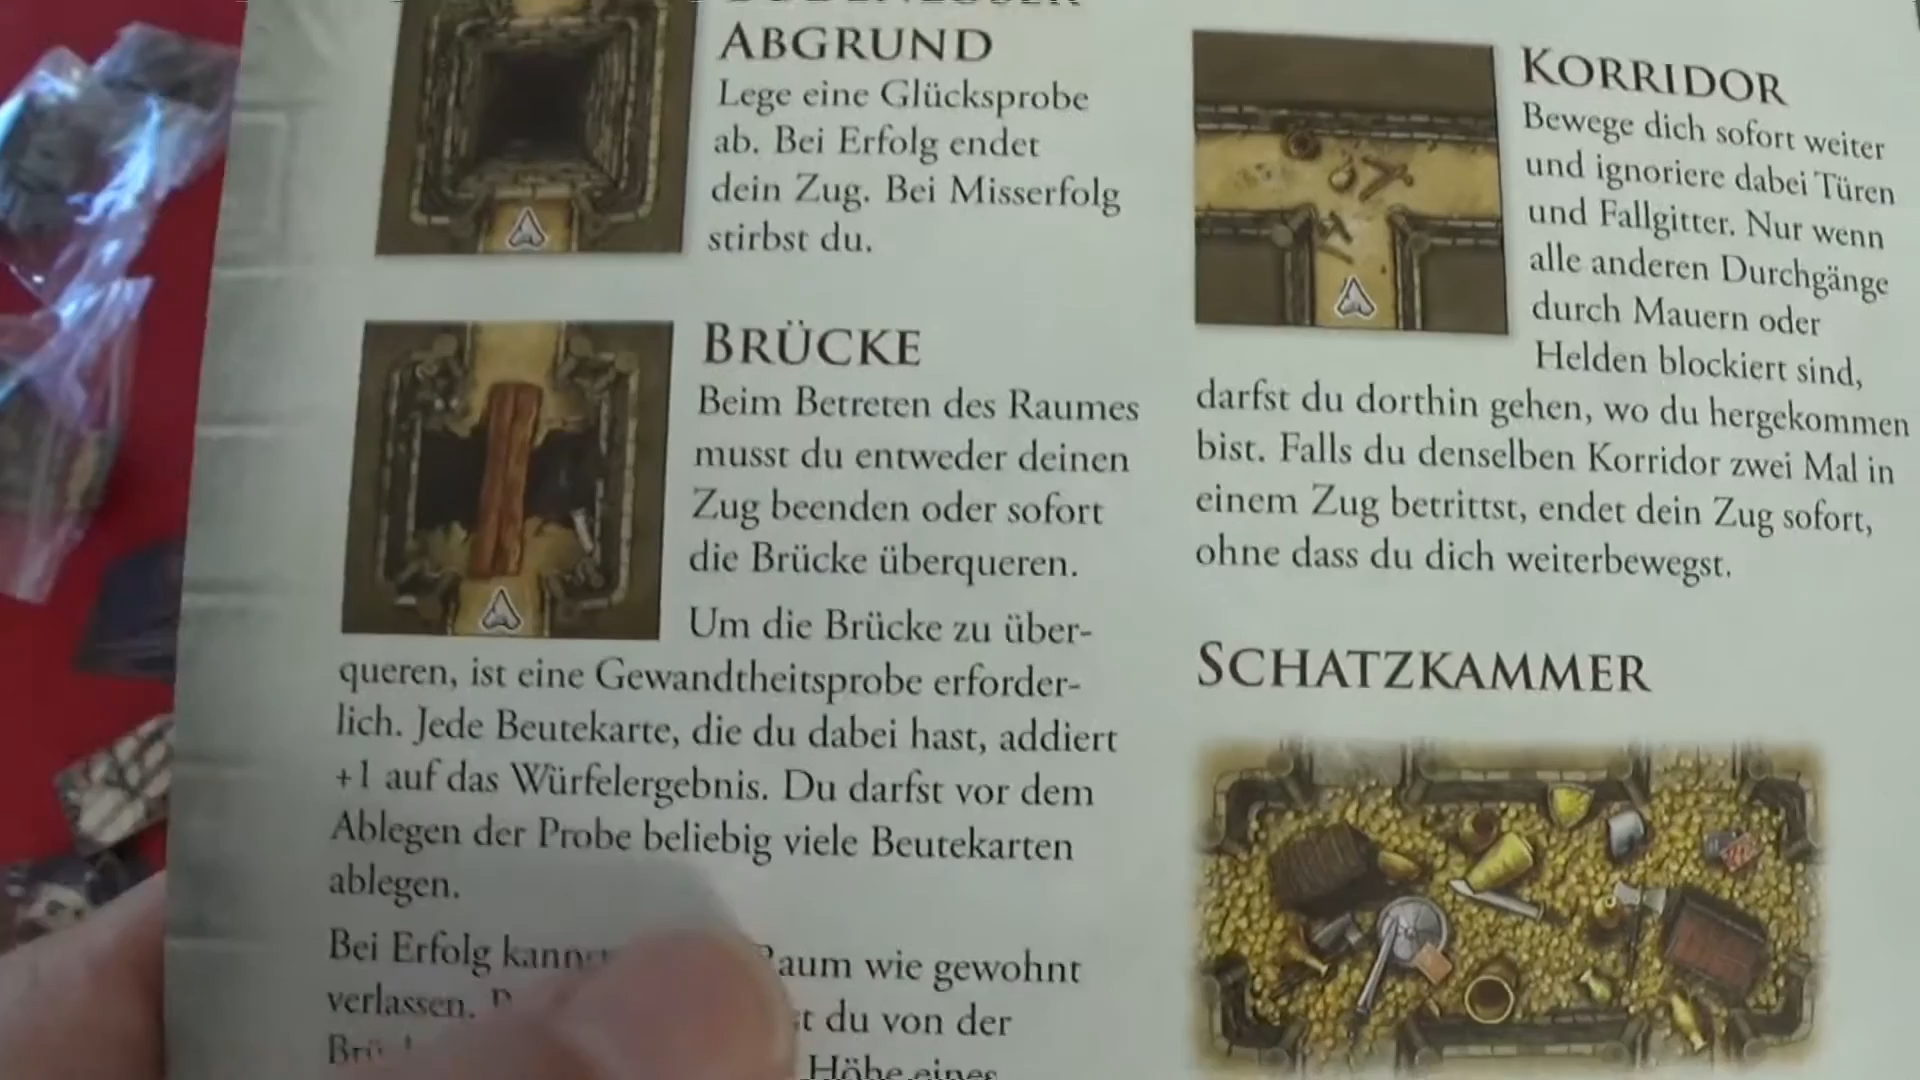 ABGRUND
Lege eine Glücksprobe
ab. Bei Erfolg endet
dein Zug. Bei Misserfolg
stirbst du.
BRÜCKE
Beim Betreten des Raumes
musst du entweder deinen
Zug beenden oder sofort
die Brücke überqueren.
Um die Brücke zu über-
queren, ist eine Gewandtheitsprobe erforder-
lich. Jede Beutekarte, die du dabei hast, addiert
+1 auf das Würfelergebnis. Du darfst vor dem
Ablegen der Probe beliebig viele Beutekarten
ablegen.
Bei Erfolg wie gewohnt
verlassen. du von der
Höhe eines
KORRIDOR
Bewege dich sofort weiter
und ignoriere dabei Türen
und Fallgitter. Nur wenn
alle anderen Durchgänge
durch Mauern oder
Helden blockiert sind,
darfst du dorthin gehen, wo du hergekommen
bist. Falls du denselben Korridor zwei Mal in
einem Zug betrittst, endet dein Zug sofort,
ohne dass du dich weiterbewegst.
SCHATZKAMMER